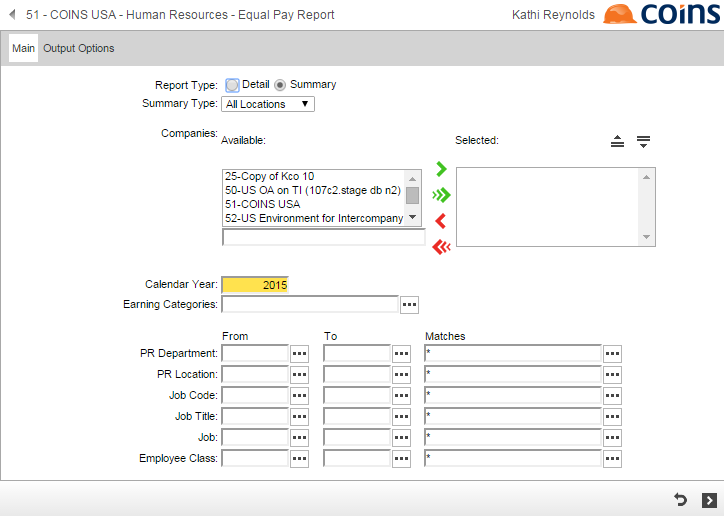 51 - COINS USA - Human Resources - Equal Pay Report
Kathi Reynolds
coins
Main
Output Options
Report Type: Detail Summary
Summary Type: All Locations
Companies: Available: Selected:
25-Copy of Kco 10
50-US OA on TI (107c2.stage db n2)
51-COINS USA
52-US Environment for Intercompany
Calendar Year: 2015
Earning Categories:
From To Matches
PR Department: *
PR Location: *
Job Code: *
Job Title: *
Job: *
Employee Class: *